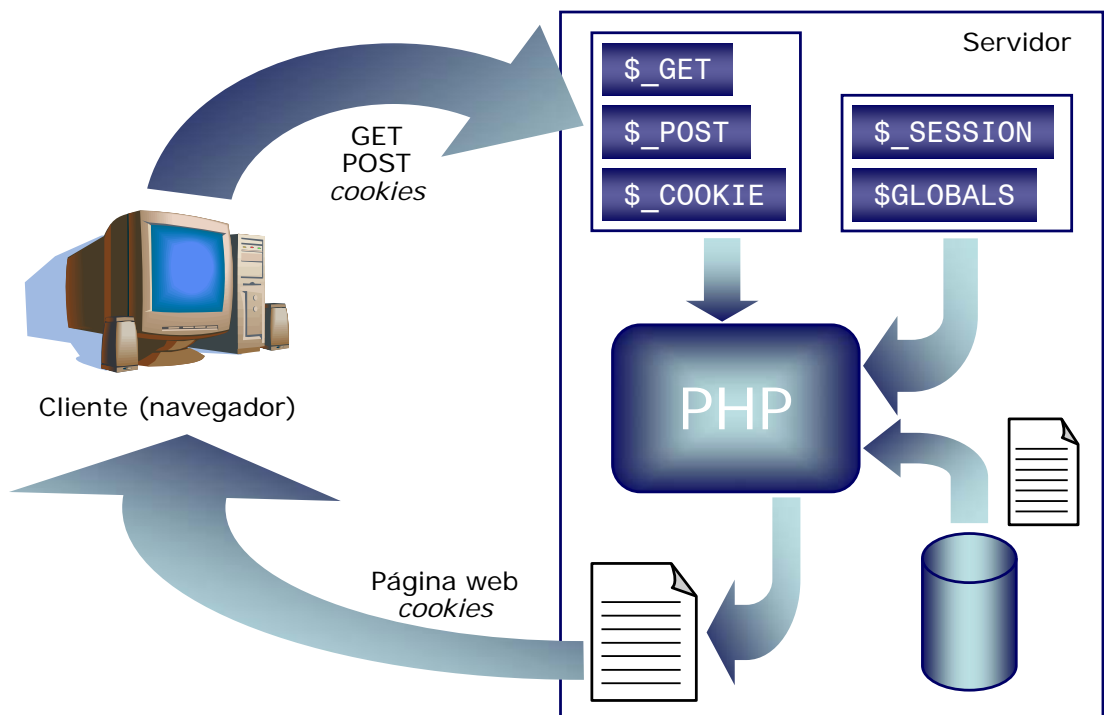 Servidor
$_GET
$_POST
$_COOKIE
$_SESSION
$GLOBALS
GET
POST
cookies
PHP
Cliente (navegador)
Página web
cookies